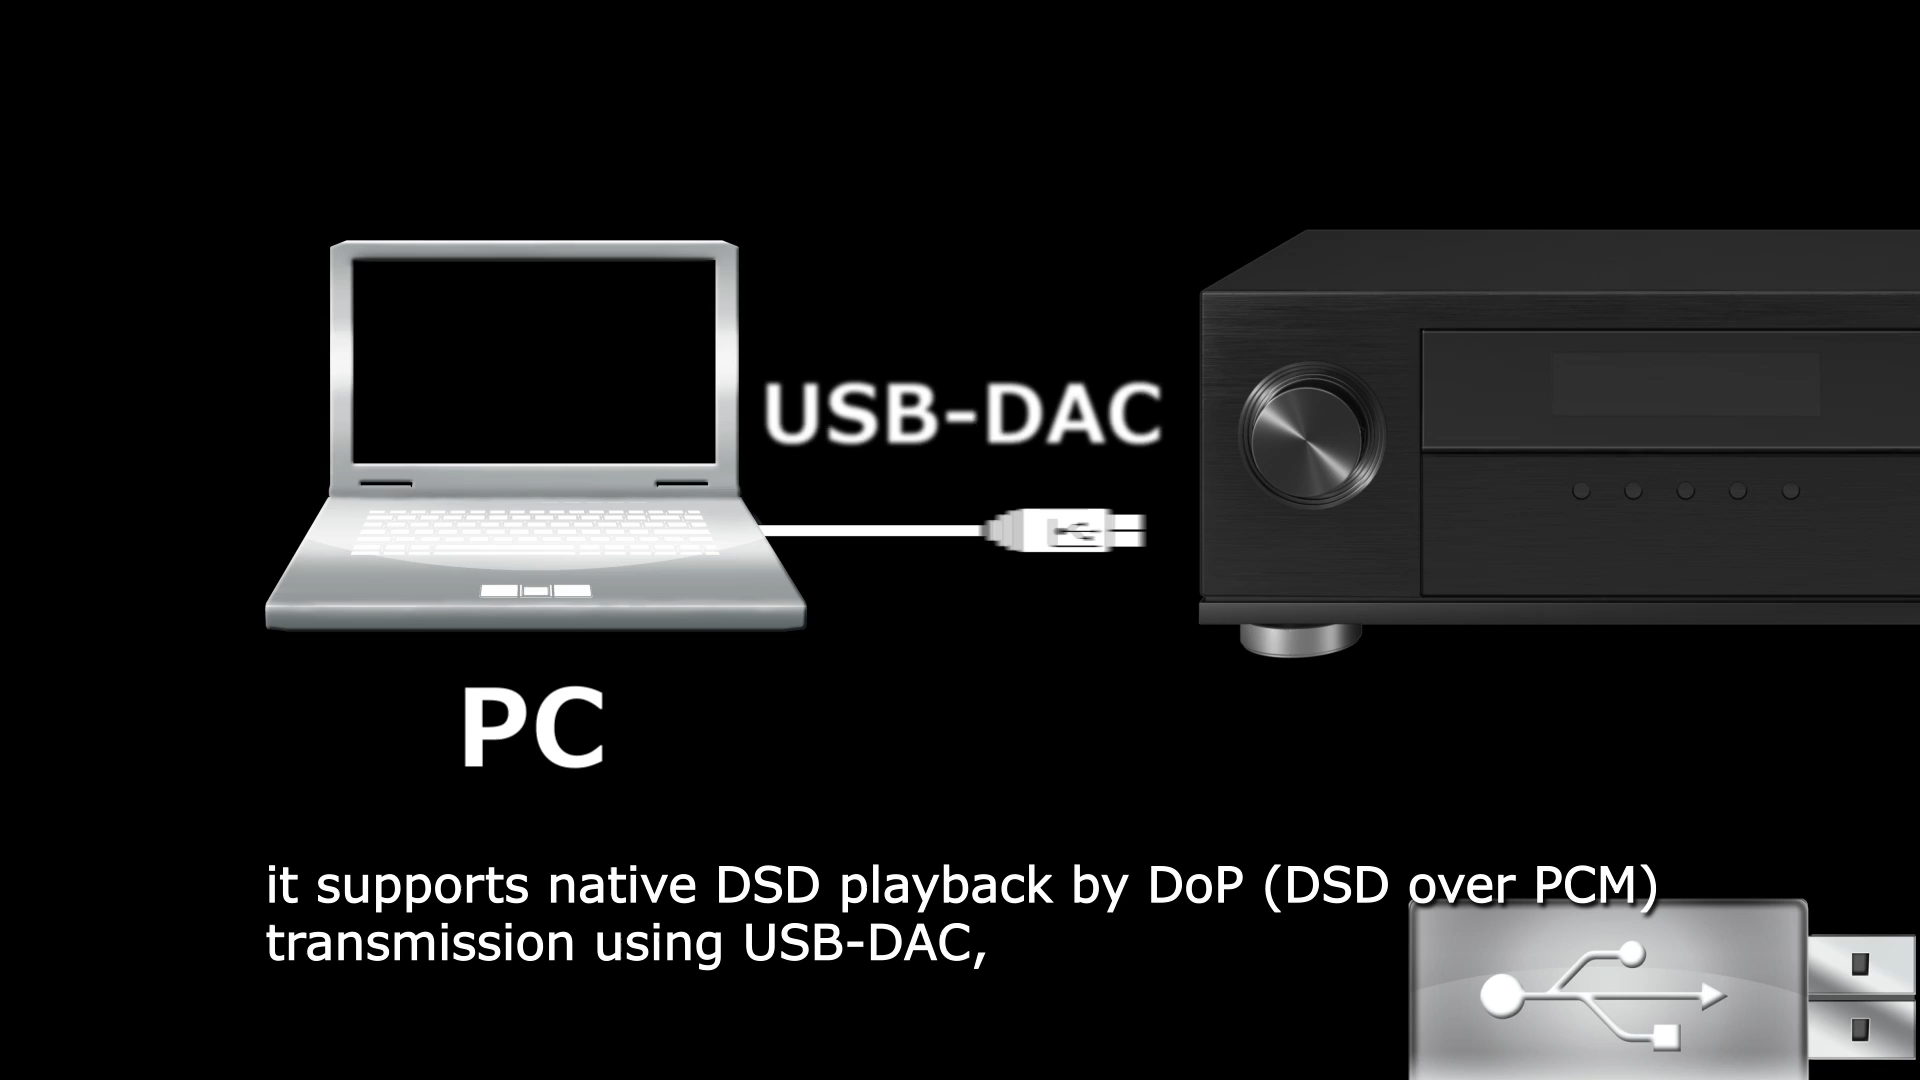 USB-DAC
PC
it supports native DSD playback by DoP (DSD over PCM)
transmission using USB-DAC,